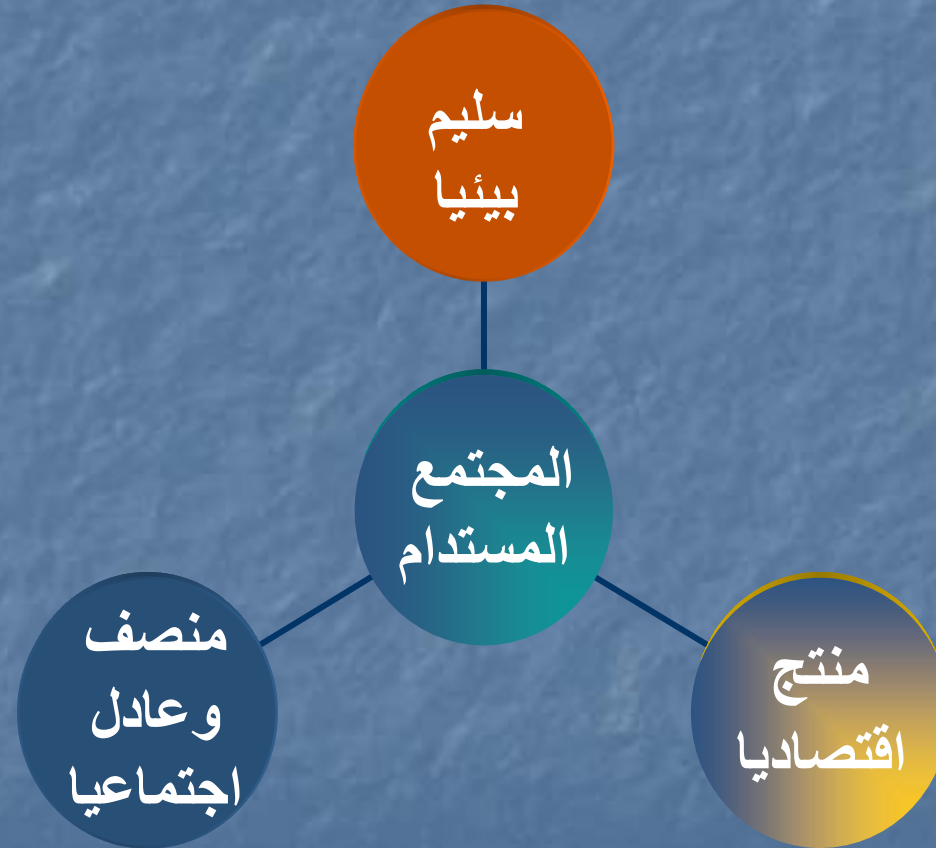 سليم
بيئيا
المجتمع
المستدام
منتج
اقتصاديا
منصف
وعادل
اجتماعيا